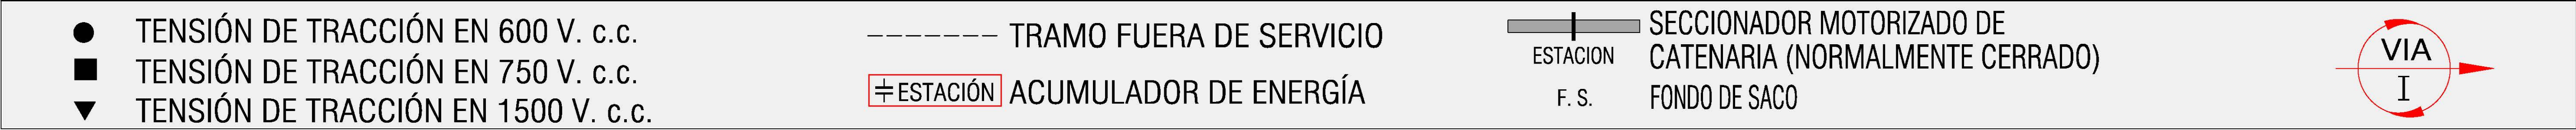 TENSIÓN DE TRACCIÓN EN 600 V. c.c.
TENSIÓN DE TRACCIÓN EN 750 V. c.c.
TENSIÓN DE TRACCIÓN EN 1500 V. c.c.
TRAMO FUERA DE SERVICIO
ESTACIÓN ACUMULADOR DE ENERGÍA
SECCIONADOR MOTORIZADO DE
ESTACION CATENARIA (NORMALMENTE CERRADO)
F. S. FONDO DE SACO
VIA
I